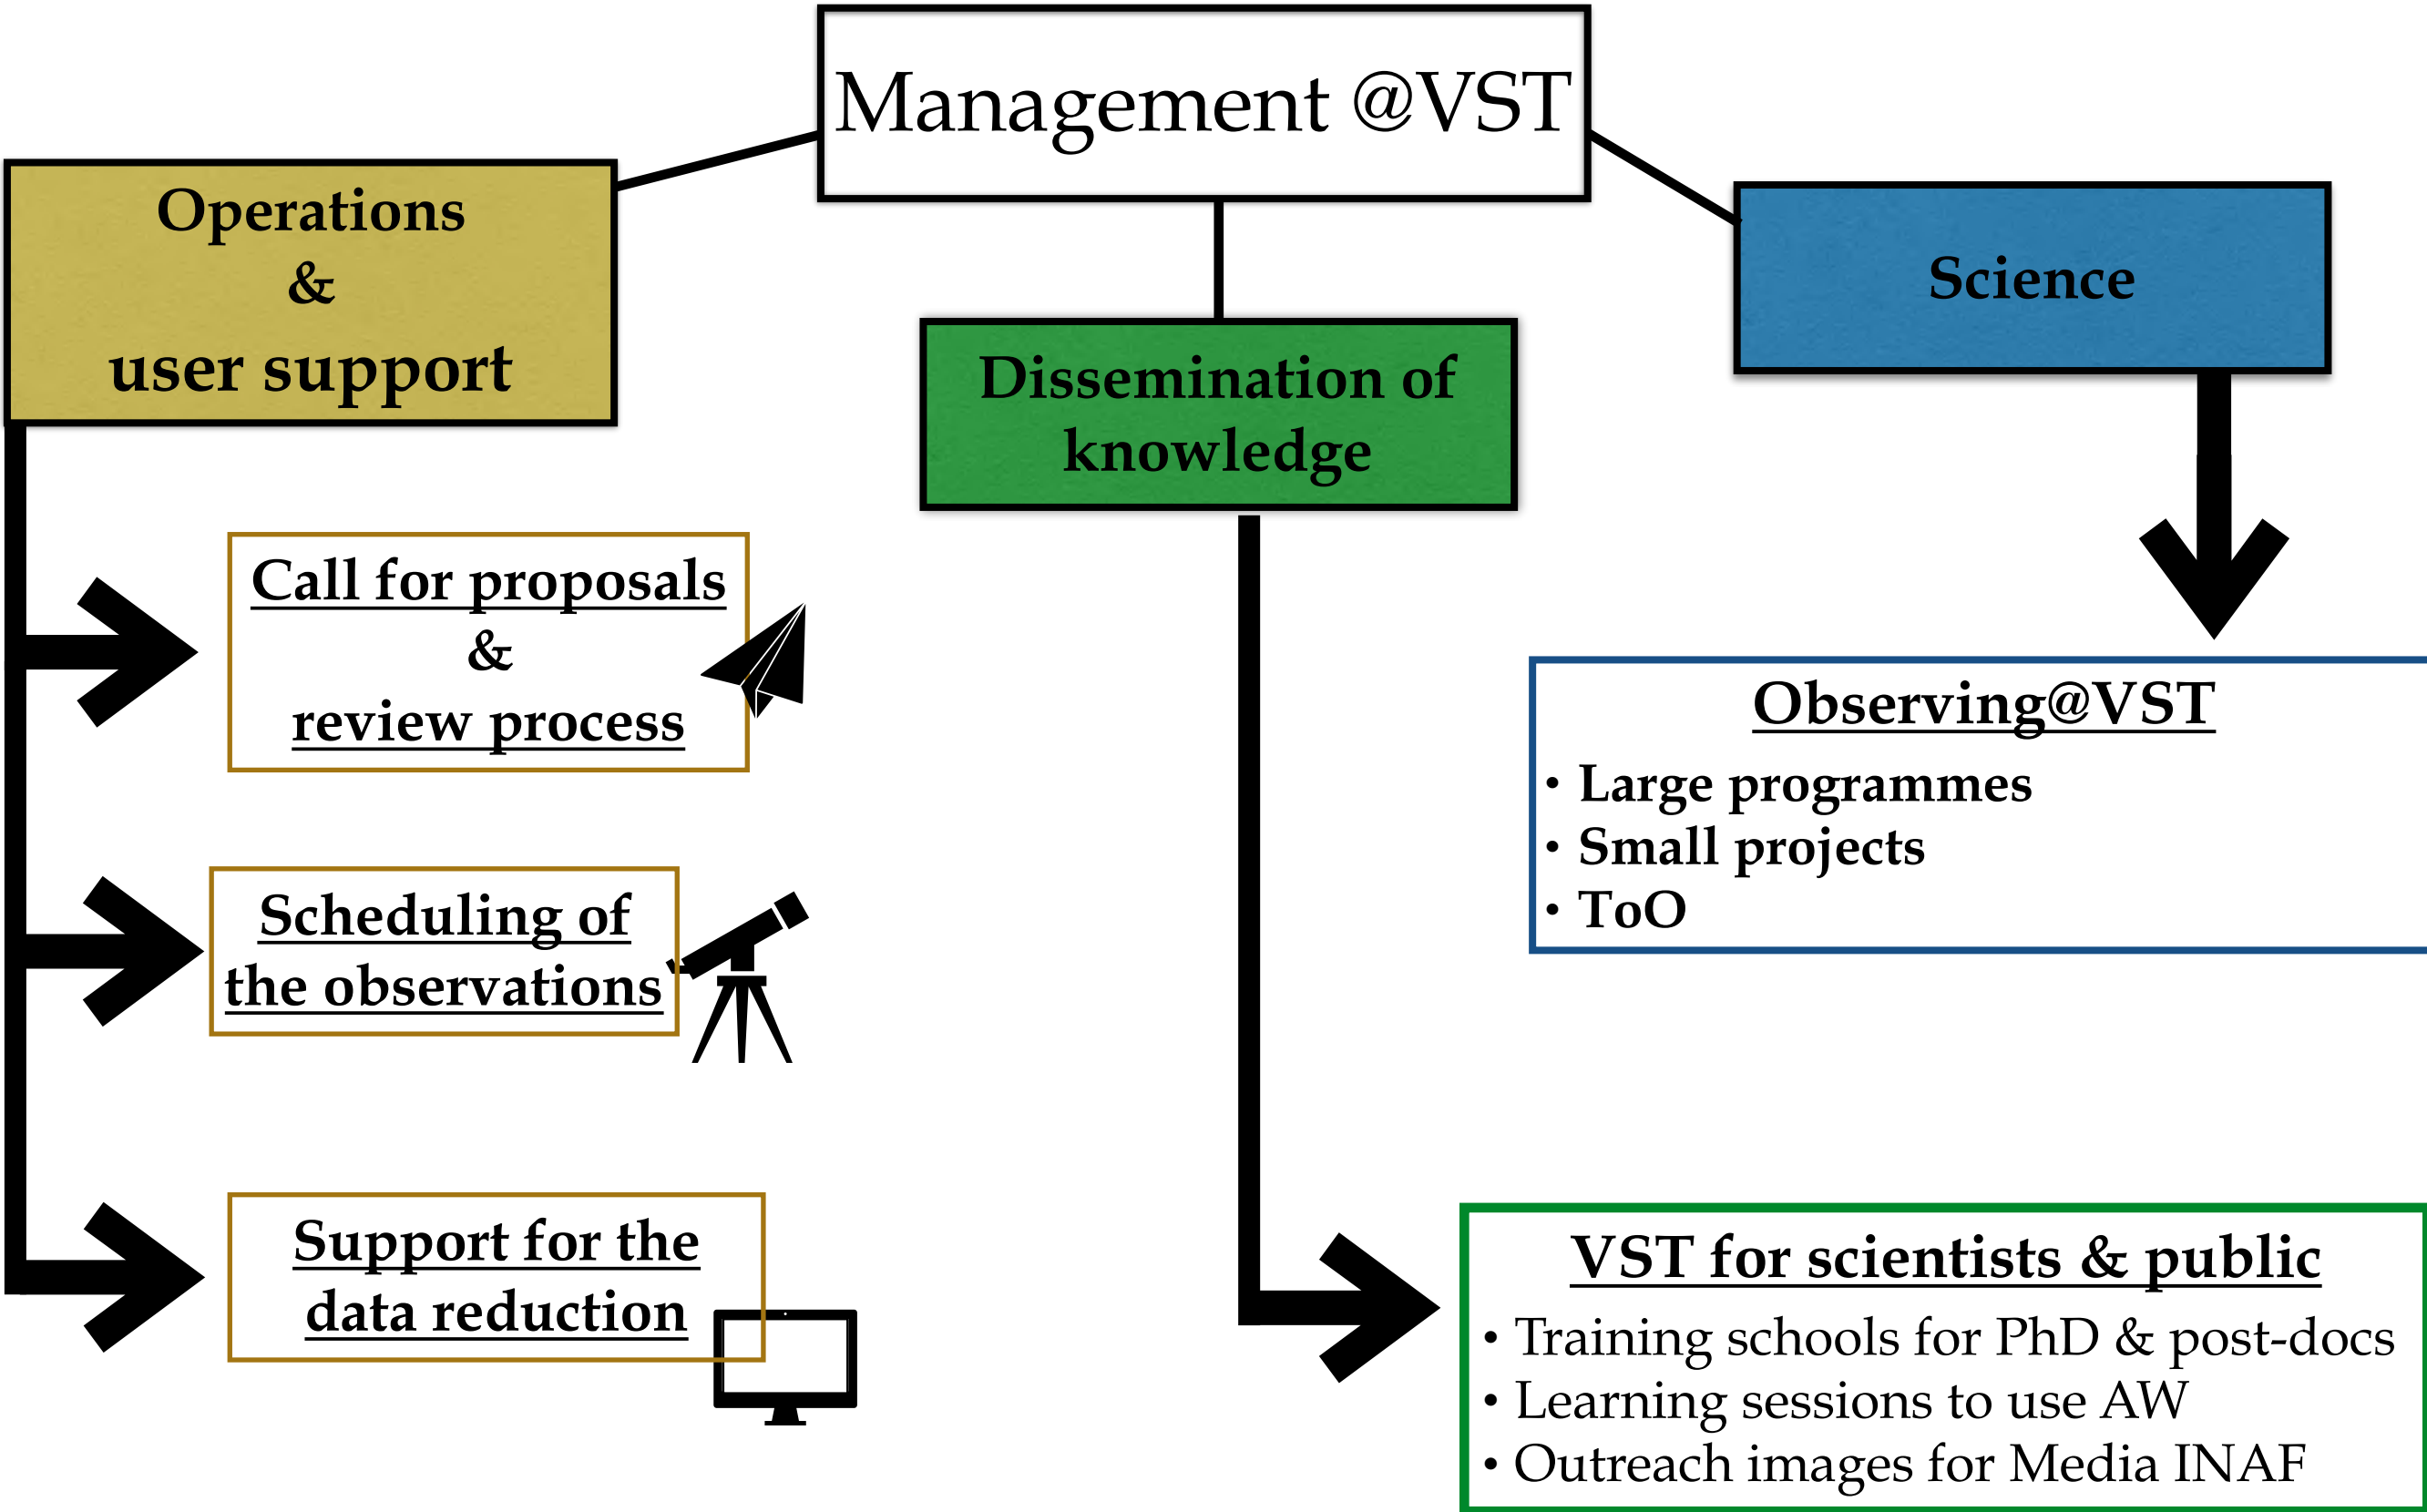 Management @VST
Operations
&
user support
Science
Dissemination of
knowledge
Call for proposals
&
review process
Scheduling of
the observations
Support for the
data reduction
Observing@VST
• Large programmes
• Small projects
• ToO
VST for scientists & public
• Training schools for PhD & post-docs
• Learning sessions to use AW
• Outreach images for Media INAF